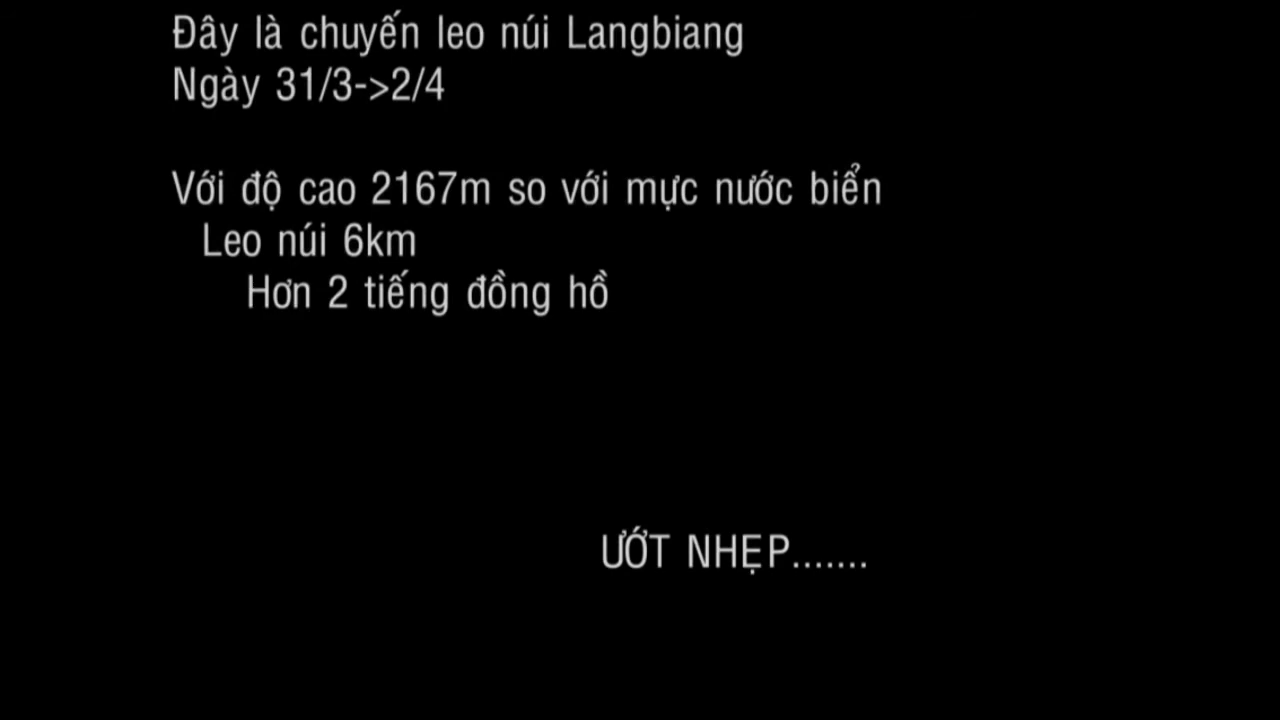 Đây là chuyến leo núi Langbiang
Ngày 31/3->2/4
Với độ cao 2167m so với mực nước biển
Leo núi 6km
Hơn 2 tiếng đồng hồ
ƯỚT NHẸP.......